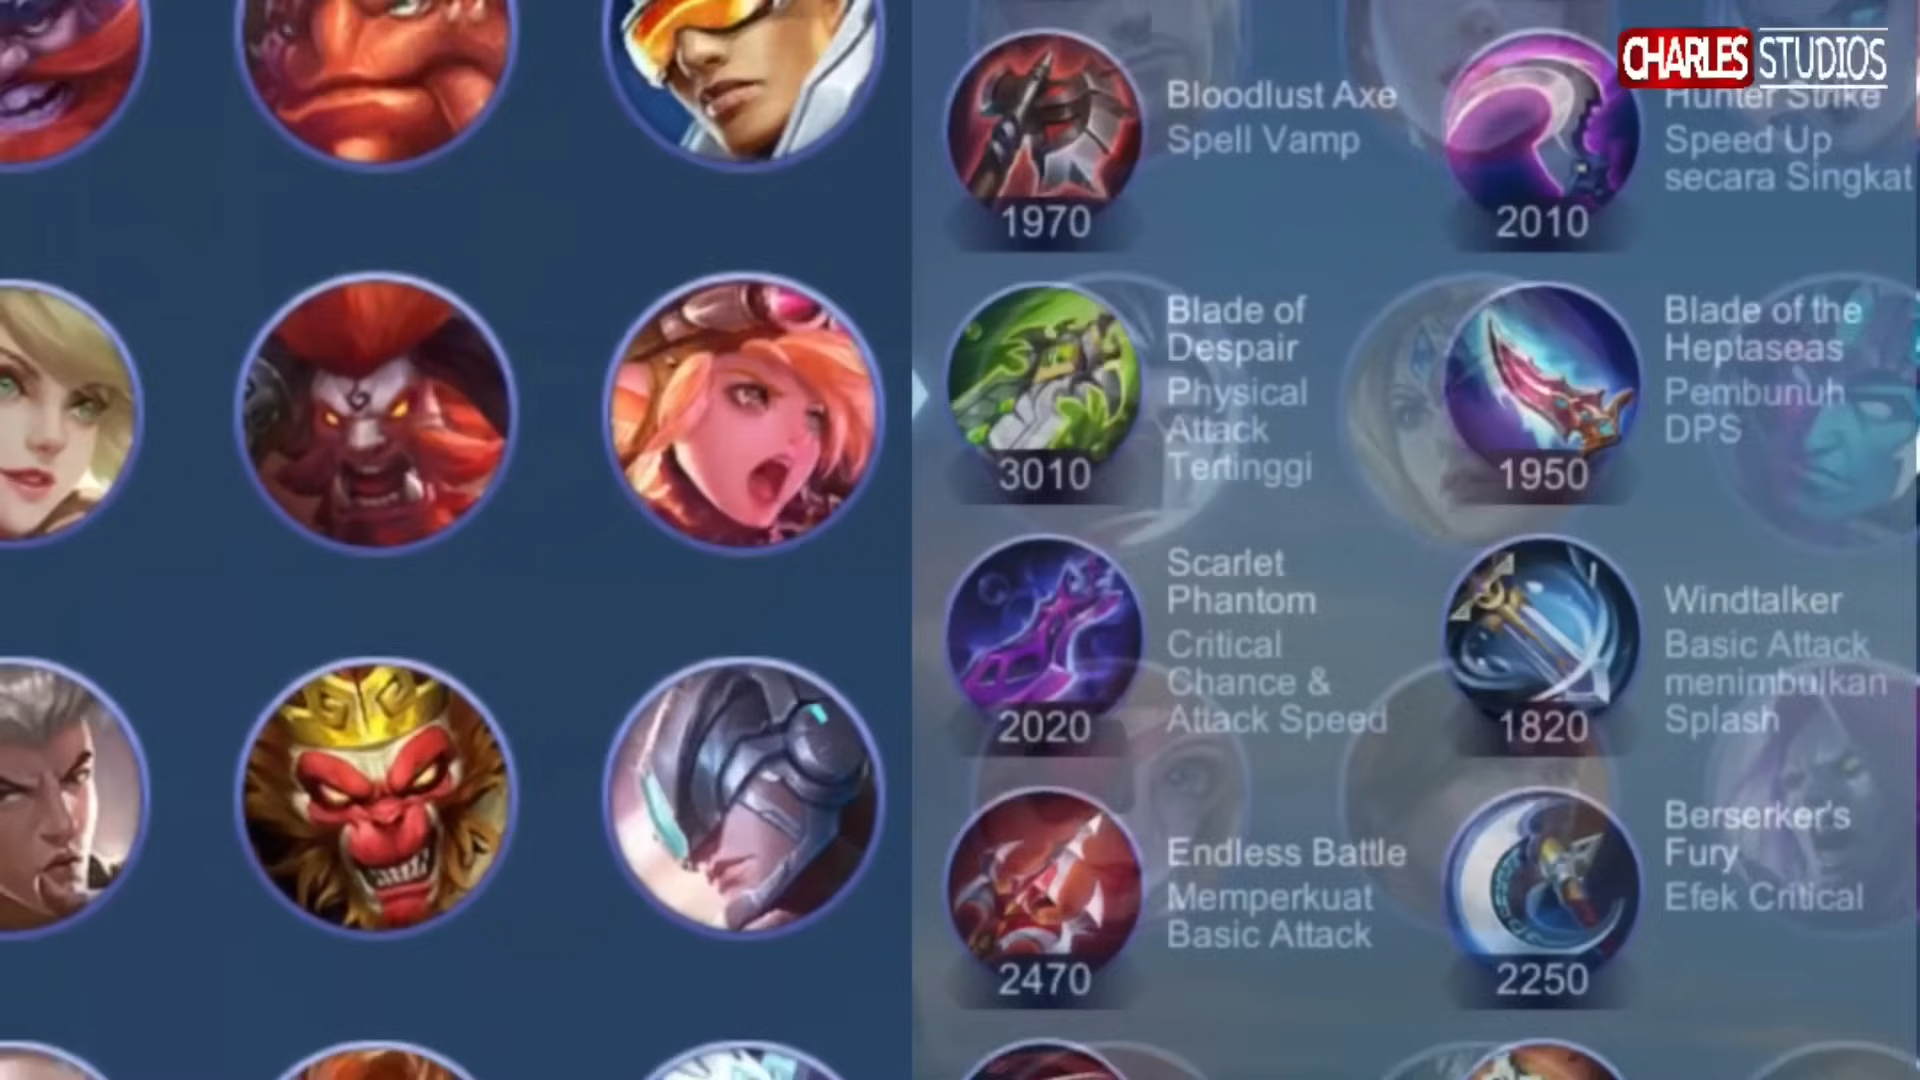 CHARLES STUDIOS
Bloodlust Axe
Spell Vamp
1970
Hunter Strike
Speed Up
secara Singkat
2010
Blade of
Despair
Physical
Attack
Tertinggi
3010
Blade of the
Heptaseas
Pembunuh
DPS
1950
Scarlet
Phantom
Critical
Chance &
Attack Speed
2020
Windtalker
Basic Attack
menimbulkan
Splash
1820
Endless Battle
Memperkuat
Basic Attack
2470
Berserker's
Fury
Efek Critical
2250